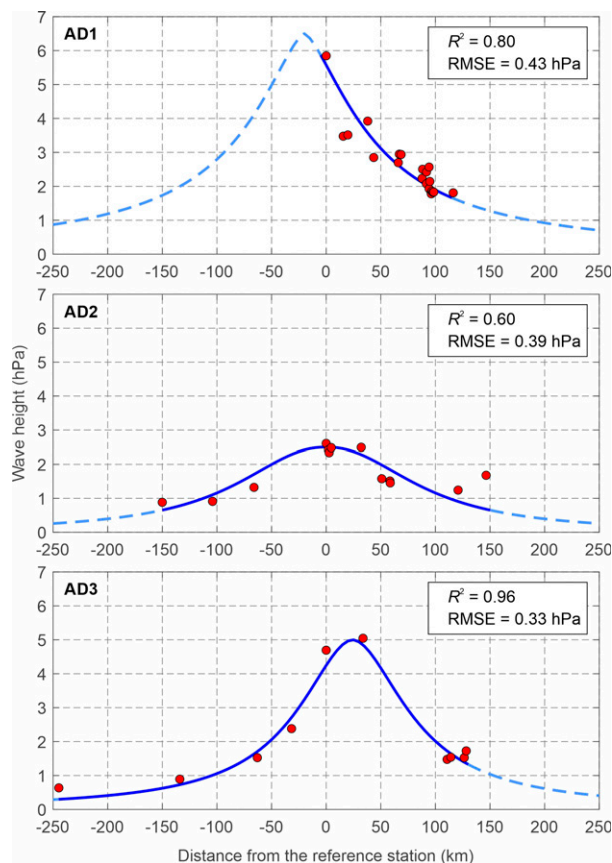 AD1
R² = 0.80
RMSE = 0.43 hPa
7
6
5
4
3
2
1
0
-250 -200 -150 -100 -50 0 50 100 150 200 250
Wave height (hPa)
AD2
R² = 0.60
RMSE = 0.39 hPa
7
6
5
4
3
2
1
0
-250 -200 -150 -100 -50 0 50 100 150 200 250
AD3
R² = 0.96
RMSE = 0.33 hPa
7
6
5
4
3
2
1
0
-250 -200 -150 -100 -50 0 50 100 150 200 250
Distance from the reference station (km)